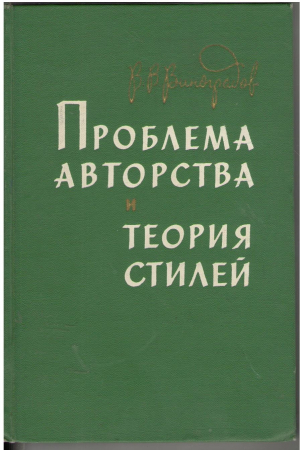 В. В. Виноградов
ПРОБЛЕМА
АВТОРСТВА
И
ТЕОРИЯ
СТИЛЕЙ